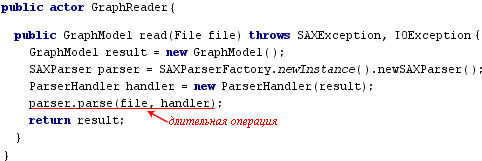 public actor GraphReader{
public GraphModel read(File file) throws SAXException, IOException{
GraphModel result = new GraphModel();
SAXParser parser = SAXParserFactory.newInstance().newSAXParser();
ParserHandler handler = new ParserHandler(result);
parser.parse(file, handler);
return result;
длительная операция
}
}